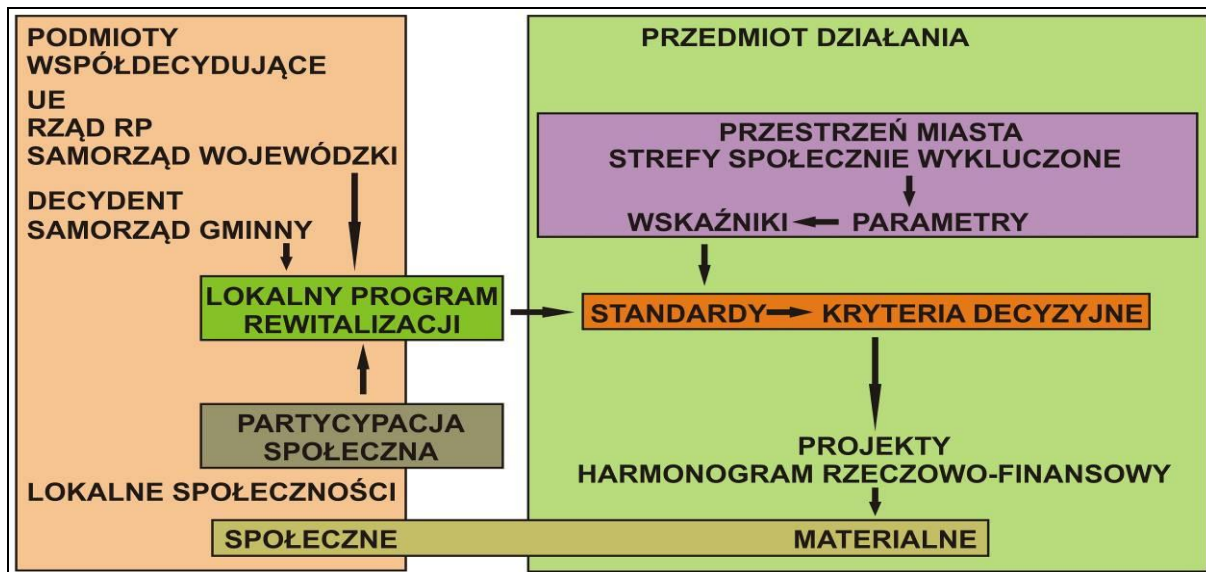 PODMIOTY
WSPÓŁDECYDUJĄCE
UE
RZĄD RP
SAMORZĄD WOJEWÓDZKI
DECYDENT
SAMORZĄD GMINNY
LOKALNY PROGRAM
REWITALIZACJI
PARTYCYPACJA
SPOŁECZNA
LOKALNE SPOŁECZNOŚCI
SPOŁECZNE
PRZEDMIOT DZIAŁANIA
PRZESTRZEŃ MIASTA
STREFY SPOŁECZNIE WYKLUCZONE
WSKAŹNIKI PARAMETRY
STANDARDY KRYTERIA DECYZYJNE
PROJEKTY
HARMONOGRAM RZECZOWO-FINANSOWY
MATERIALNE